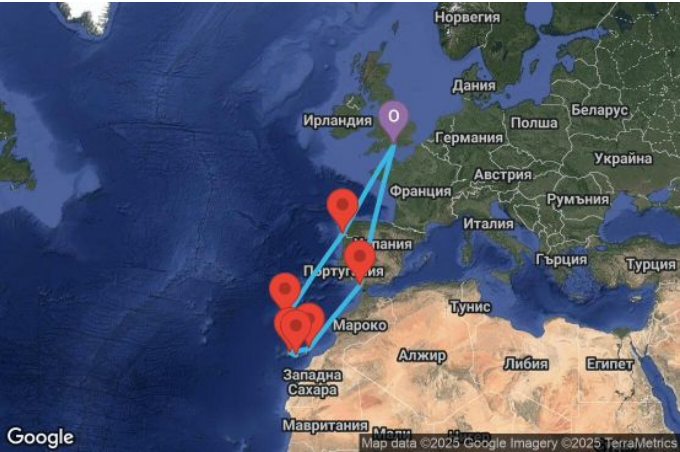 Норвегия
Дания
Ирландия
Беларус
Полша
О
Германия
Украйна
Австрия
Франция
Румъния
Италия
Испания
Гърция
Турция
Португалия
Тунис
Мароко
Алжир
Либия
Египет
Западна
Сахара
Мавритания
Мали
Google
Map data ©2025 Google Imagery ©2025 TerraMetrics